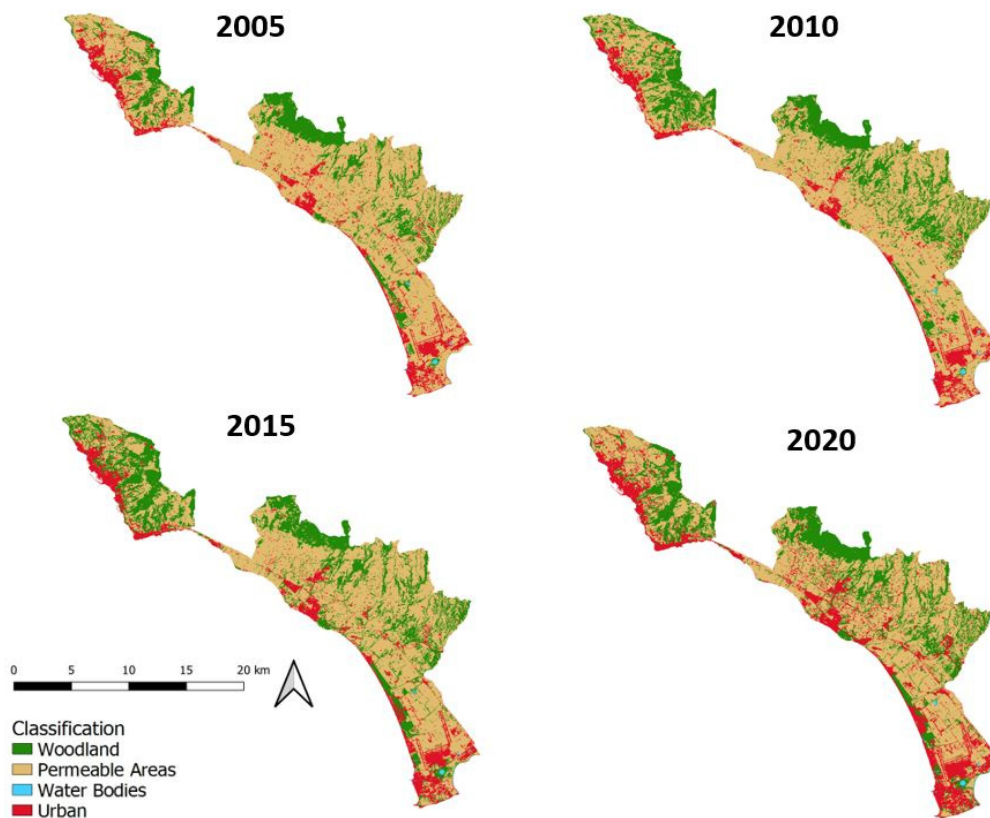 2005
2010
2015
2020
0 5 10 15 20 km
Classification
Woodland
Permeable Areas
Water Bodies
Urban